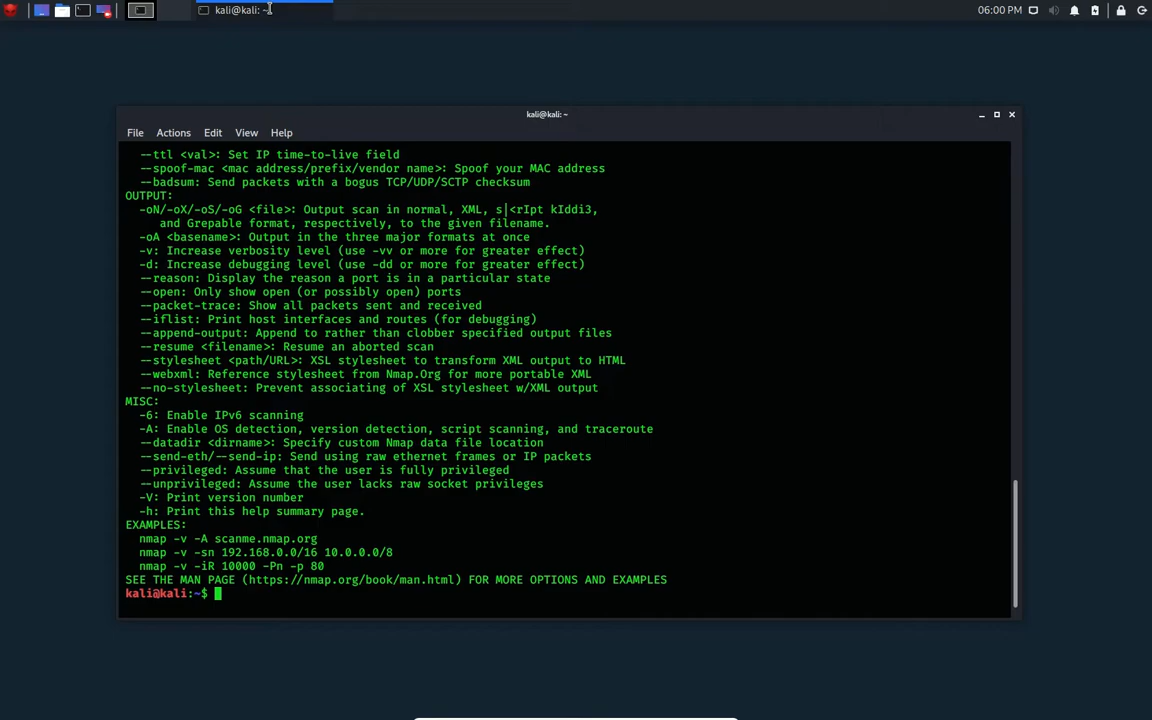 kali@kali: ~
06:00 PM
kali@kali: ~
File Actions Edit View Help
--ttl <val>: Set IP time-to-live field
--spoof-mac <mac address/prefix/vendor name>: Spoof your MAC address
--badsum: Send packets with a bogus TCP/UDP/SCTP checksum
OUTPUT:
-oN/-oX/-oS/-oG <file>: Output scan in normal, XML, s|<rIpt kIddi3,
and Grepable format, respectively, to the given filename.
-oA <basename>: Output in the three major formats at once
-v: Increase verbosity level (use -vv or more for greater effect)
-d: Increase debugging level (use -dd or more for greater effect)
--reason: Display the reason a port is in a particular state
--open: Only show open (or possibly open) ports
--packet-trace: Show all packets sent and received
--iflist: Print host interfaces and routes (for debugging)
--append-output: Append to rather than clobber specified output files
--resume <filename>: Resume an aborted scan
--stylesheet <path/URL>: XSL stylesheet to transform XML output to HTML
--webxml: Reference stylesheet from Nmap.Org for more portable XML
--no-stylesheet: Prevent associating of XSL stylesheet w/XML output
MISC:
-6: Enable IPv6 scanning
-A: Enable OS detection, version detection, script scanning, and traceroute
--datadir <dirname>: Specify custom Nmap data file location
--send-eth/--send-ip: Send using raw ethernet frames or IP packets
--privileged: Assume that the user is fully privileged
--unprivileged: Assume the user lacks raw socket privileges
-V: Print version number
-h: Print this help summary page.
EXAMPLES:
nmap -v -A scanme.nmap.org
nmap -v -sn 192.168.0.0/16 10.0.0.0/8
nmap -v -iR 10000 -Pn -p 80
SEE THE MAN PAGE (https://nmap.org/book/man.html) FOR MORE OPTIONS AND EXAMPLES
kali@kali:~$